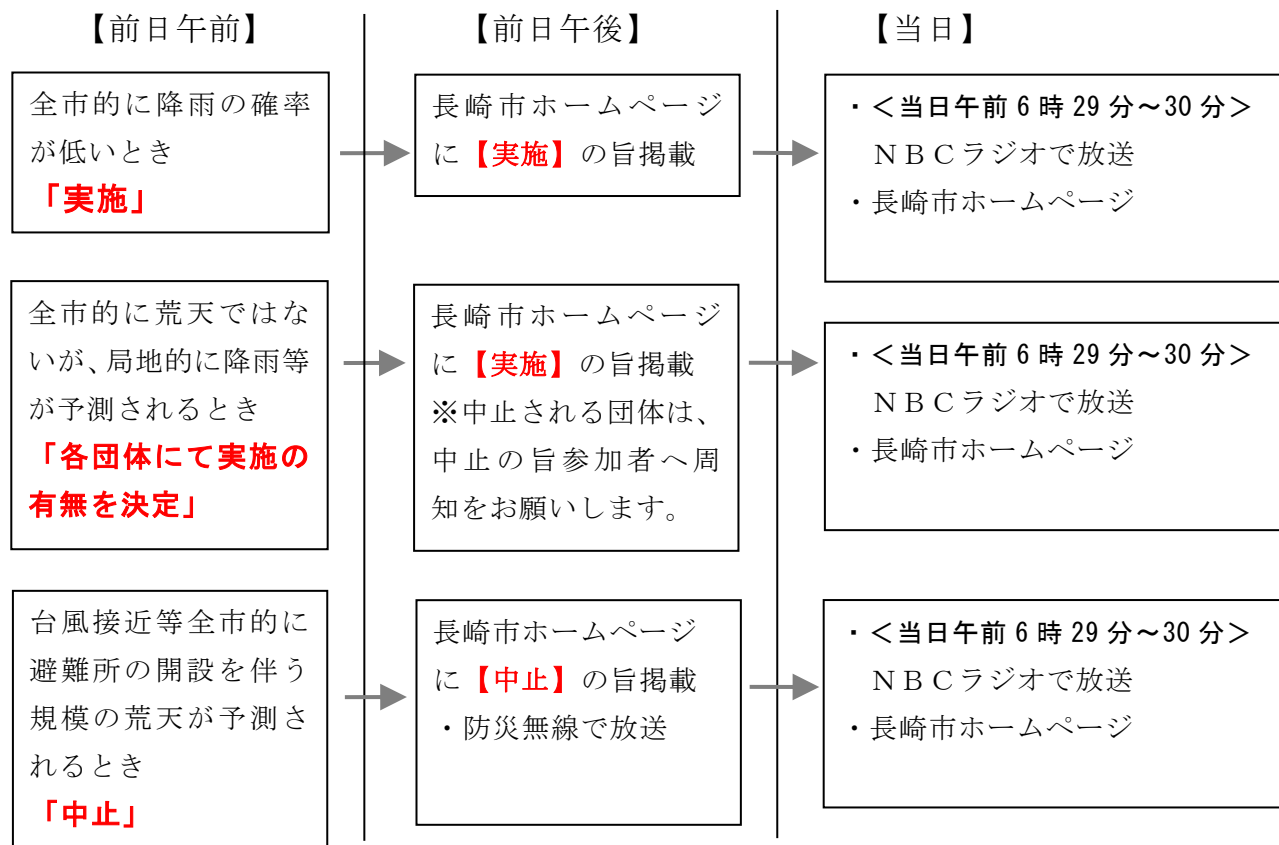 【前日午前】
【前日午後】
【当日】
全市的に降雨の確率
が低いとき
「実施」
長崎市ホームページ
に【実施】の旨掲載
・＜当日午前6時29分～30分＞
ＮＢＣラジオで放送
・長崎市ホームページ
全市的に荒天ではな
いが、局地的に降雨等
が予測されるとき
「各団体にて実施の
有無を決定」
長崎市ホームページ
に【実施】の旨掲載
※中止される団体は、
中止の旨参加者へ周
知をお願いします。
・＜当日午前6時29分～30分＞
ＮＢＣラジオで放送
・長崎市ホームページ
台風接近等全市的に
避難所の開設を伴う
規模の荒天が予測さ
れるとき
「中止」
長崎市ホームページ
に【中止】の旨掲載
・防災無線で放送
・＜当日午前6時29分～30分＞
ＮＢＣラジオで放送
・長崎市ホームページ